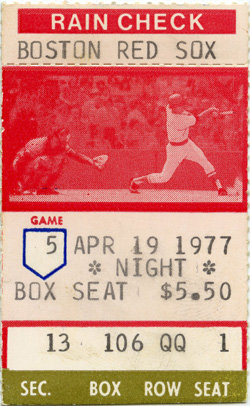 RAIN CHECK
BOSTON RED SOX
GAME
5 APR 19 1977
* NIGHT *
BOX SEAT $5.50
13 106 QQ 1
SEC. BOX ROW SEAT